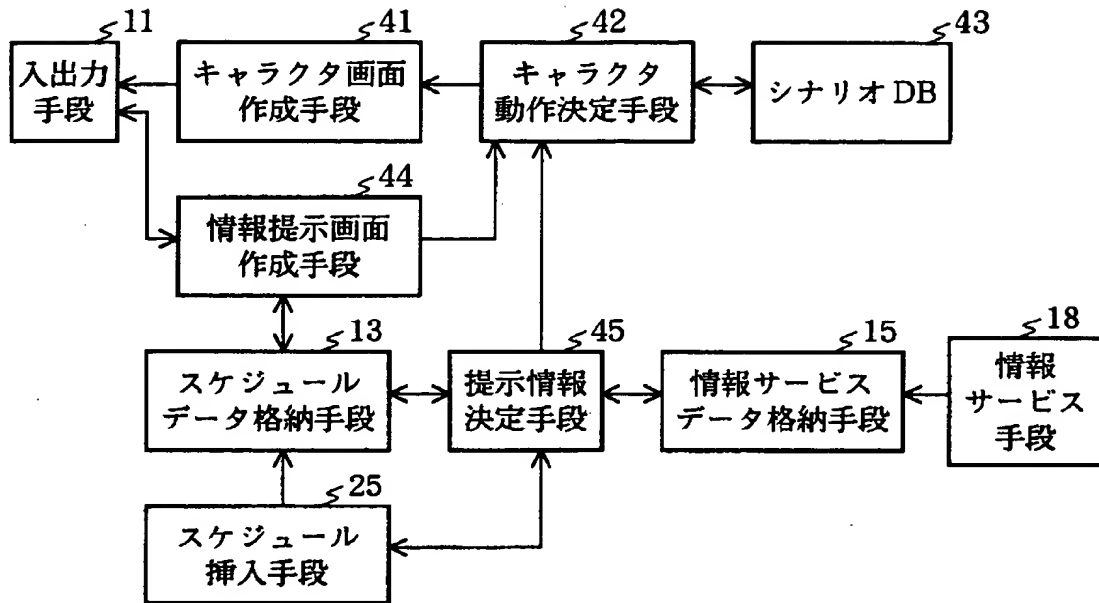 11
入出力
手段
41
キャラクタ画面
作成手段
42
キャラクタ
動作決定手段
43
シナリオDB
44
情報提示画面
作成手段
13
スケジュール
データ格納手段
45
提示情報
決定手段
15
情報サービス
データ格納手段
18
情報
サービス
手段
25
スケジュール
挿入手段